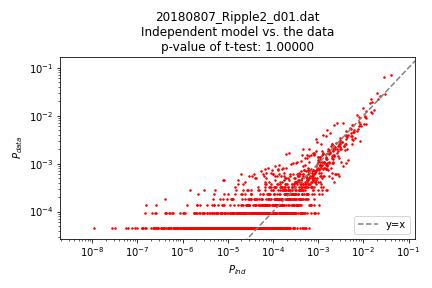 20180807_Ripple2_d01.dat
Independent model vs. the data
p-value of t-test: 1.00000
P_data
10^-1
10^-2
10^-3
10^-4
y=x
10^-8 10^-7 10^-6 10^-5 10^-4 10^-3 10^-2 10^-1
P_ind